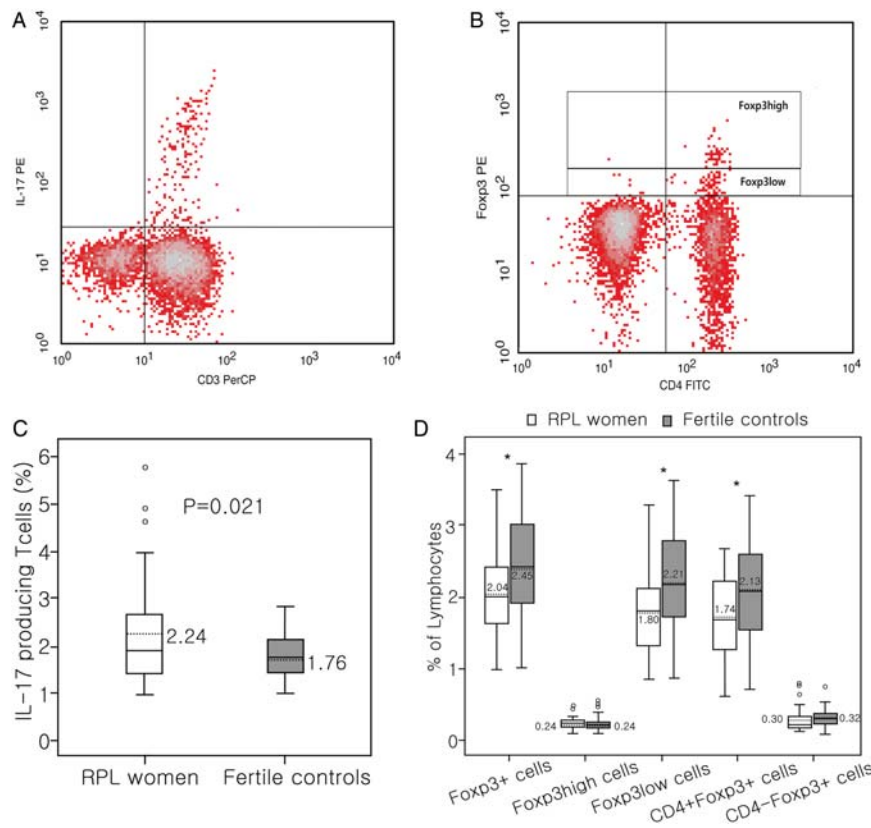 A
IL-17 PE
10⁴
10³
10²
10¹
10⁰
10⁰ 10¹ 10² 10³ 10⁴
CD3 PerCP
B
Foxp3 PE
10⁴
10³
10²
10¹
10⁰
Foxp3high
Foxp3low
10⁰ 10¹ 10² 10³ 10⁴
CD4 FITC
C
IL-17 producing Tcells (%)
6
5
4
3
2
1
0
P=0.021
2.24
1.76
RPL women Fertile controls
D
RPL women Fertile controls
% of Lymphocytes
4
3
2
1
0
* * *
2.04 2.45
0.24 0.24
1.80 2.21
1.74 2.13
0.30 0.32
Foxp3+ cells
Foxp3high cells
Foxp3low cells
CD4+Foxp3+ cells
CD4-Foxp3+ cells